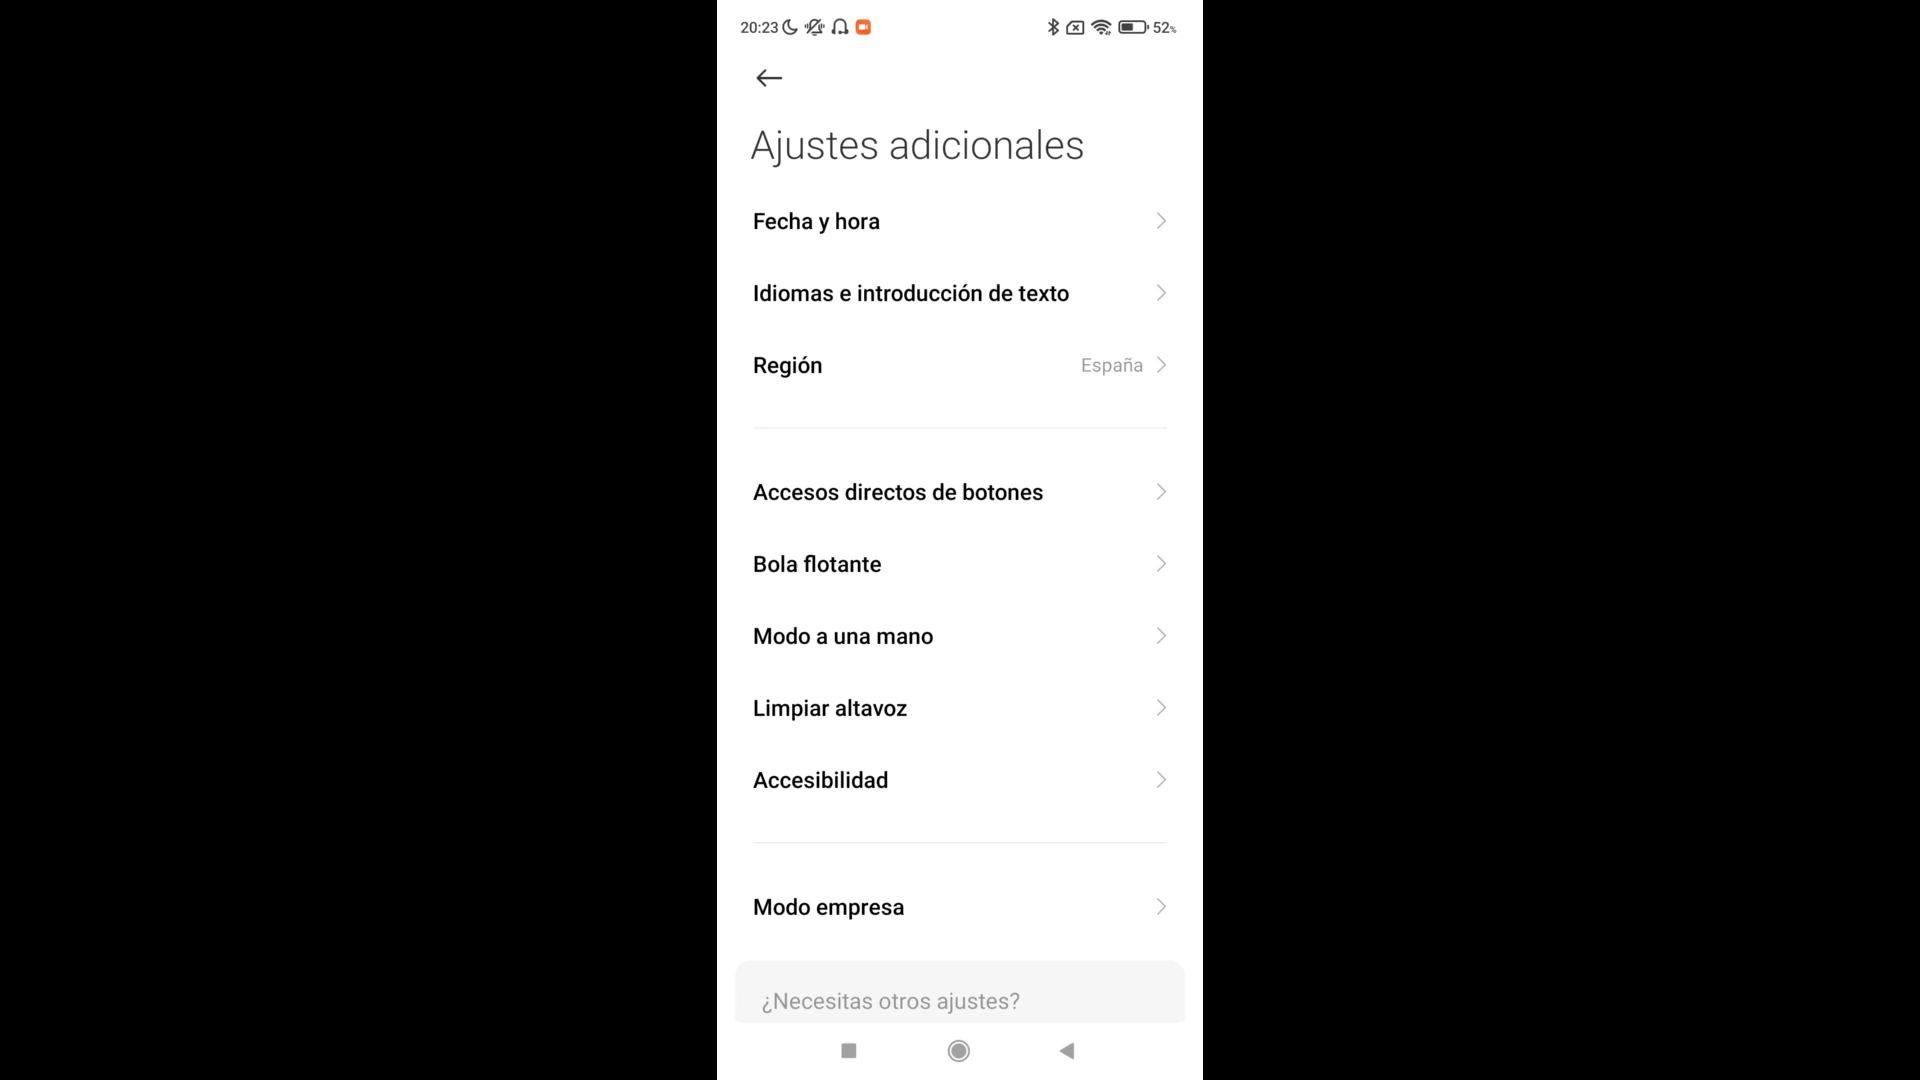 20:23 52%
Ajustes adicionales
Fecha y hora
Idiomas e introducción de texto
Región España
Accesos directos de botones
Bola flotante
Modo a una mano
Limpiar altavoz
Accesibilidad
Modo empresa
¿Necesitas otros ajustes?